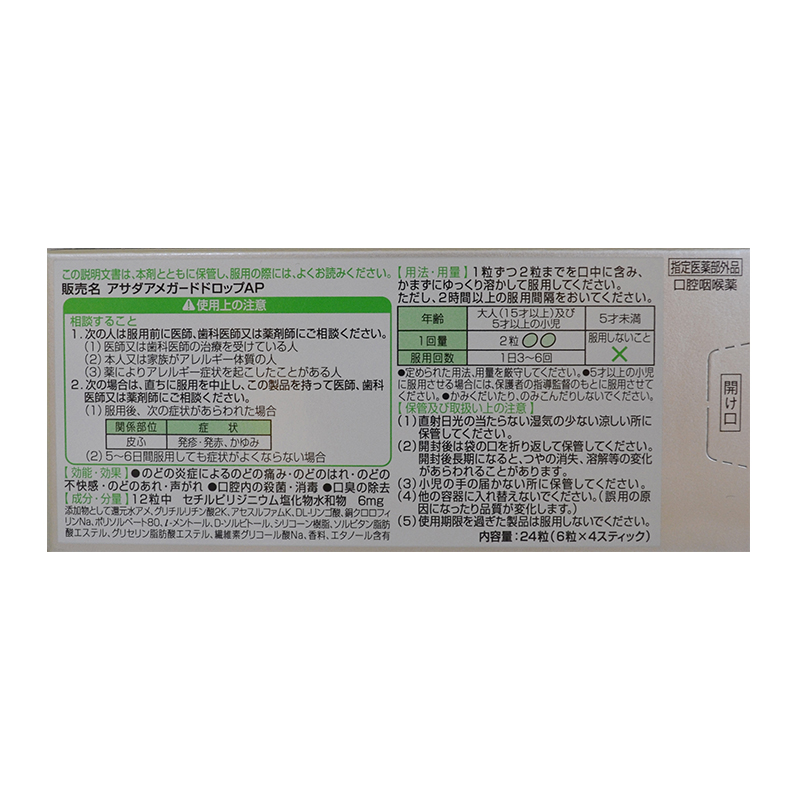 この説明文書は、本剤とともに保管し、服用の際には、よくお読みください。
販売名 アサダアメガードドロップAP
使用上の注意
相談すること
1. 次の人は服用前に医師、歯科医師又は薬剤師にご相談ください。
(1) 医師又は歯科医師の治療を受けている人
(2) 本人又は家族がアレルギー体質の人
(3) 薬によりアレルギー症状を起こしたことがある人
2. 次の場合は、直ちに服用を中止し、この製品を持って医師、歯科
医師又は薬剤師にご相談ください。
(1) 服用後、次の症状があらわれた場合
関係部位 症状
皮ふ 発疹・発赤、かゆみ
(2) 5〜6日間服用しても症状がよくならない場合
【効能・効果】●のどの炎症によるのどの痛み・のどのはれ・のどの
不快感・のどのあれ・声がれ ●口腔内の殺菌・消毒 ●口臭の除去
【成分・分量】12粒中 セチルピリジニウム塩化物水和物 6mg
添加物として還元水アメ、グリチルリチン酸2K、アセスルファムK、DL-リンゴ酸、銅クロロフィ
リンNa、ポリソルベート80、l-メントール、D-ソルビトール、シリコーン樹脂、ソルビタン脂肪
酸エステル、グリセリン脂肪酸エステル、繊維素グリコール酸Na、香料、エタノール含有
【用法・用量】1粒ずつ2粒までを口中に含み、
かまずにゆっくり溶かして服用してください。
ただし、2時間以上の服用間隔をおいてください。
年齢 大人(15才以上)及び5才以上の小児 5才未満
1回量 2粒 服用しないこと
服用回数 1日3〜6回 ×
●定められた用法、用量を厳守してください。●5才以上の小児
に服用させる場合には、保護者の指導監督のもとに服用させて
ください。●かみくだいたり、のみこんだりしないでください。
【保管及び取扱い上の注意】
(1) 直射日光の当たらない湿気の少ない涼しい所に
保管してください。
(2) 開封後は袋の口を折り返して保管してください。
開封後長期になると、つやの消失、溶解等の変化
があらわれることがあります。
(3) 小児の手の届かない所に保管してください。
(4) 他の容器に入れ替えないでください。(誤用の原
因になったり品質が変化します。)
(5) 使用期限を過ぎた製品は服用しないでください。
内容量:24粒(6粒×4スティック)
指定医薬部外品
口腔咽喉薬
開け口